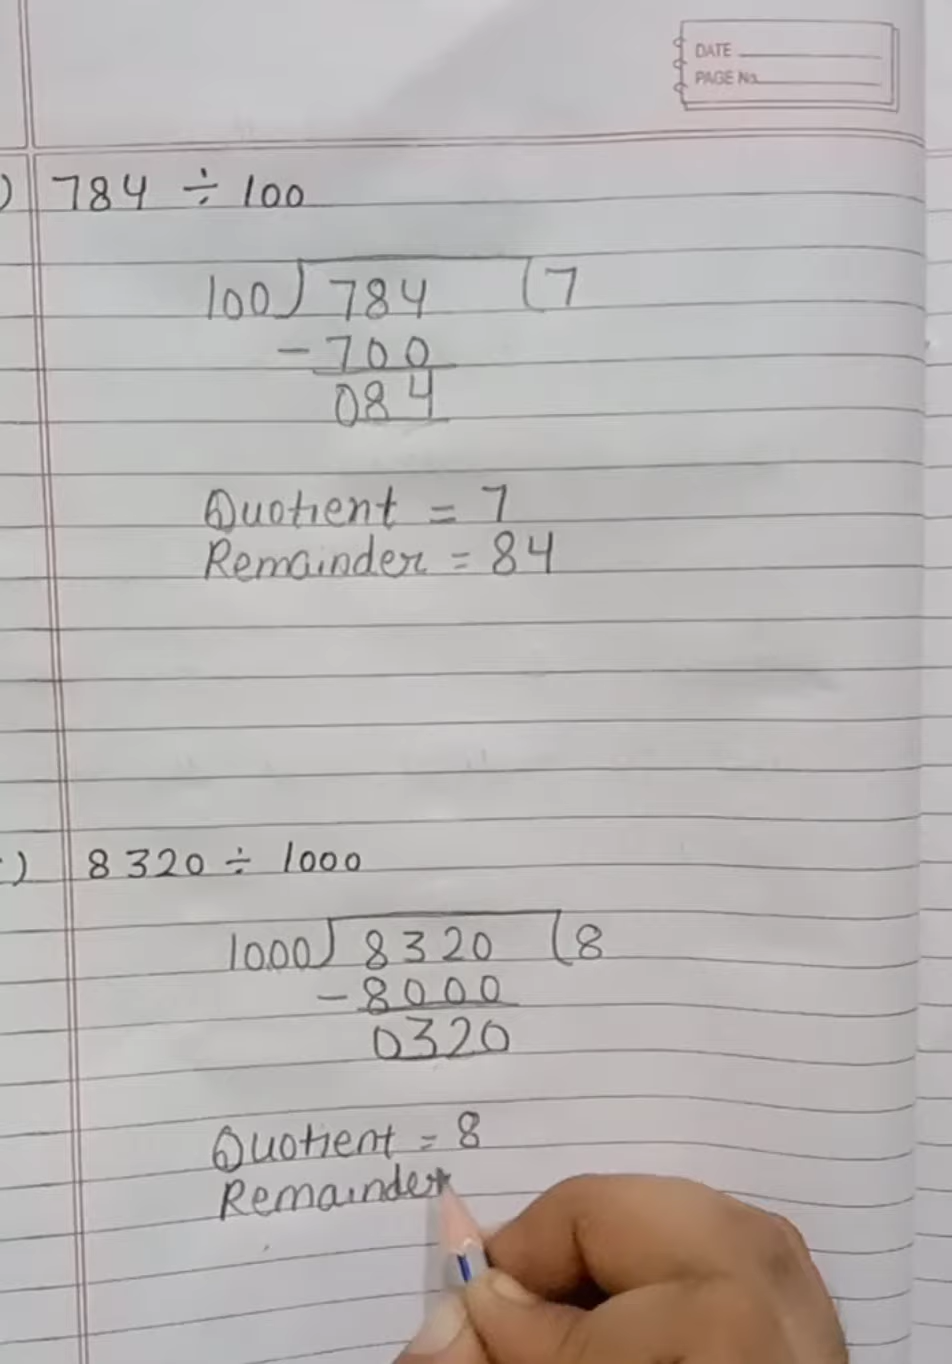 DATE
PAGE No.
) 784 ÷ 100
100 ) 784 ( 7
- 700
084
Quotient = 7
Remainder = 84
) 8320 ÷ 1000
1000 ) 8320 ( 8
- 8000
0320
Quotient = 8
Remainder